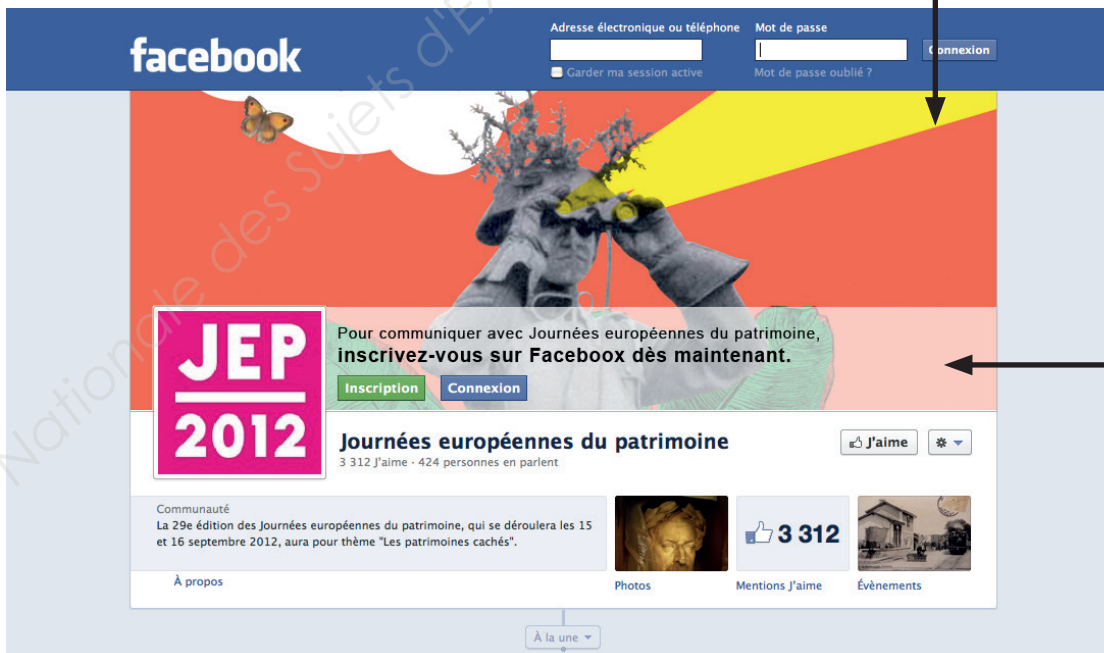 Adresse électronique ou téléphone Mot de passe
facebook
Connexion
Garder ma session active Mot de passe oublié ?
Nationale des Sujets d'Ex
JEP
2012
Pour communiquer avec Journées européennes du patrimoine,
inscrivez-vous sur Faceboox dès maintenant.
Inscription Connexion
Journées européennes du patrimoine
3 312 J'aime · 424 personnes en parlent
J'aime
Communauté
La 29e édition des Journées européennes du patrimoine, qui se déroulera les 15
et 16 septembre 2012, aura pour thème "Les patrimoines cachés".
À propos
3 312
Photos Mentions J'aime Évènements
À la une